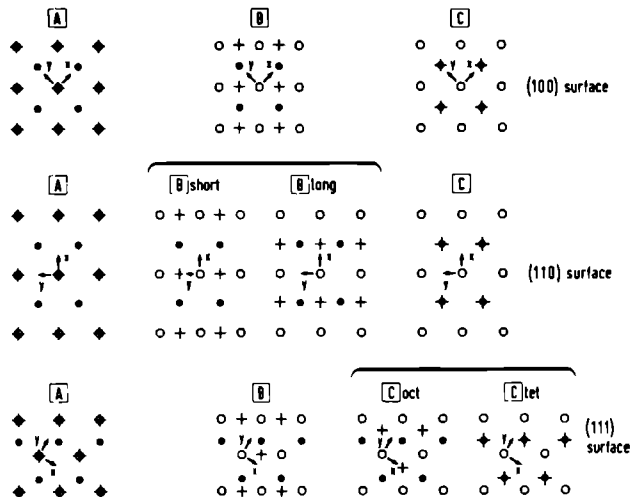 A B C
y x y x y x
(100) surface
A B short B long C
x y x y x y x y
(110) surface
A B C oct C tet
y x y x y x y x
(111) surface